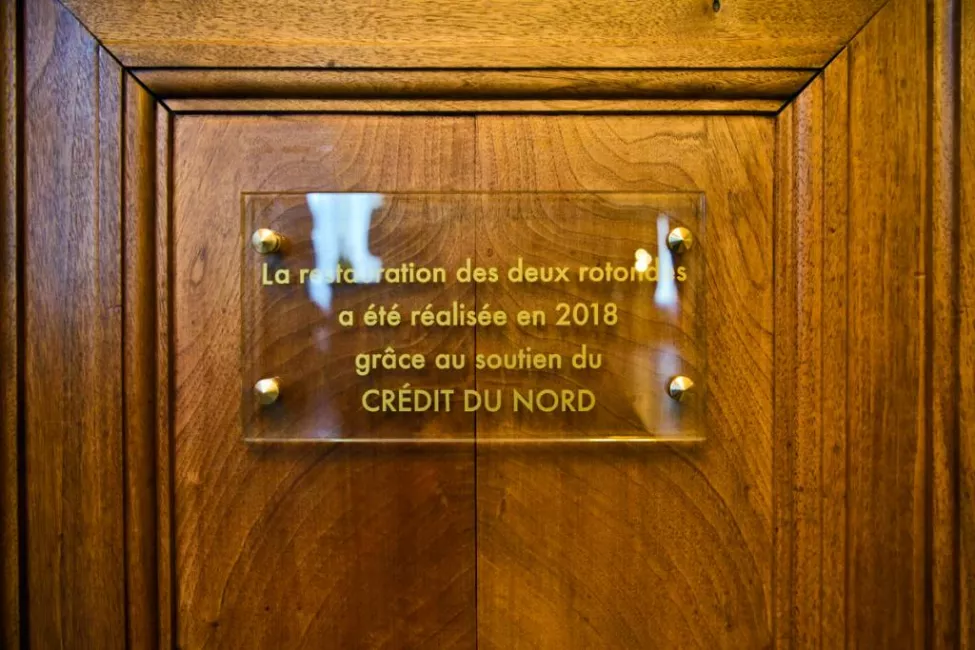 La restauration des deux rotondes
a été réalisée en 2018
grâce au soutien du
CRÉDIT DU NORD